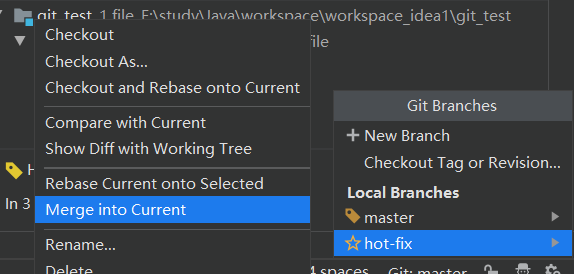 git_test 1 file F:\study\Java\workspace\workspace_idea1\git_test
file
Checkout
Checkout As...
Checkout and Rebase onto Current
Compare with Current
Show Diff with Working Tree
Rebase Current onto Selected
Merge into Current
Rename...
Delete
In 3
Git Branches
New Branch
Checkout Tag or Revision...
Local Branches
master
hot-fix
4 spaces Git: master